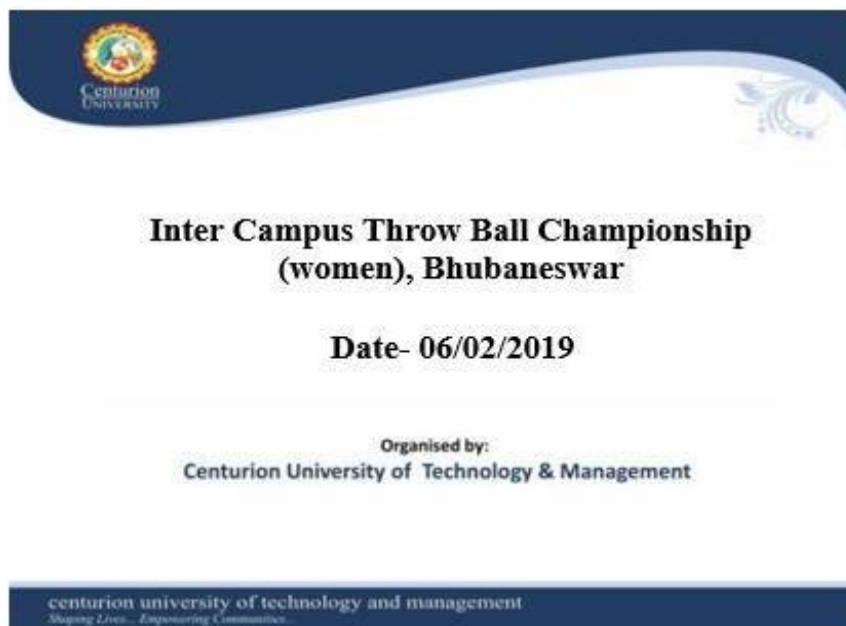 Centurion
UNIVERSITY
Inter Campus Throw Ball Championship
(women), Bhubaneswar
Date- 06/02/2019
Organised by:
Centurion University of Technology & Management
centurion university of technology and management
Shaping Lives... Empowering Communities...